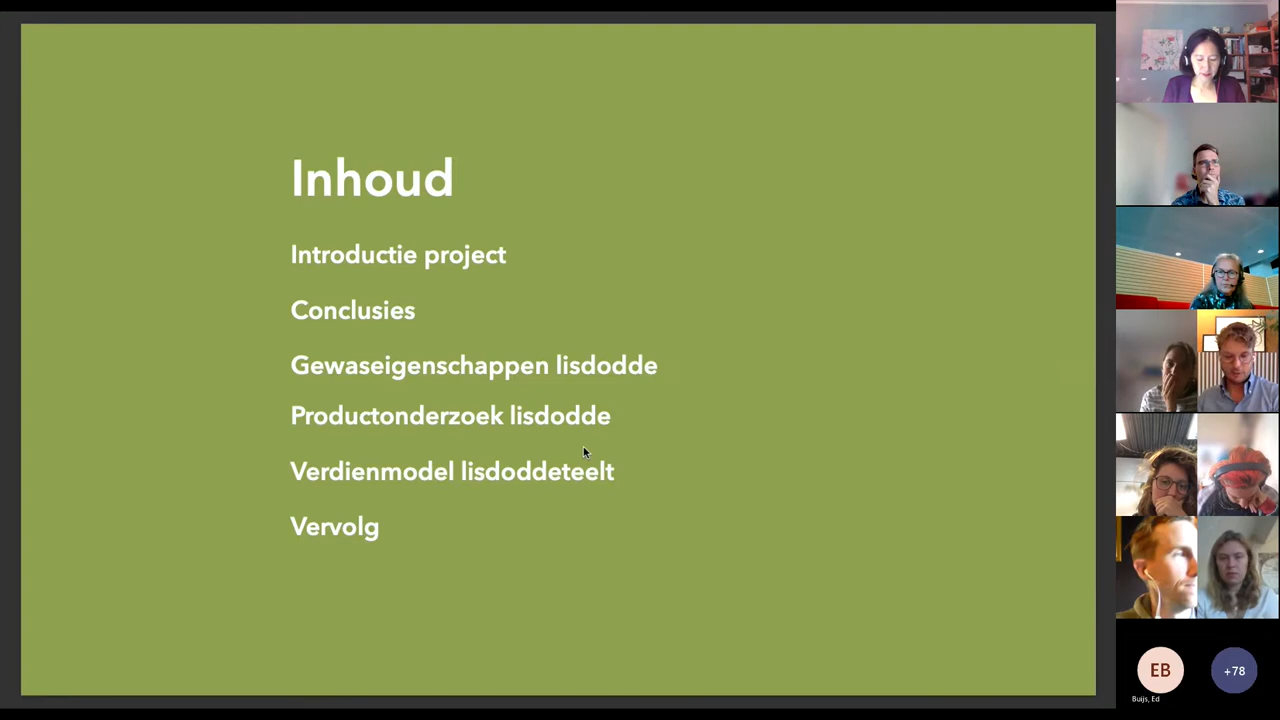 Inhoud
Introductie project
Conclusies
Gewaseigenschappen lisdodde
Productonderzoek lisdodde
Verdienmodel lisdoddeteelt
Vervolg
EB
+78
Buijs, Ed